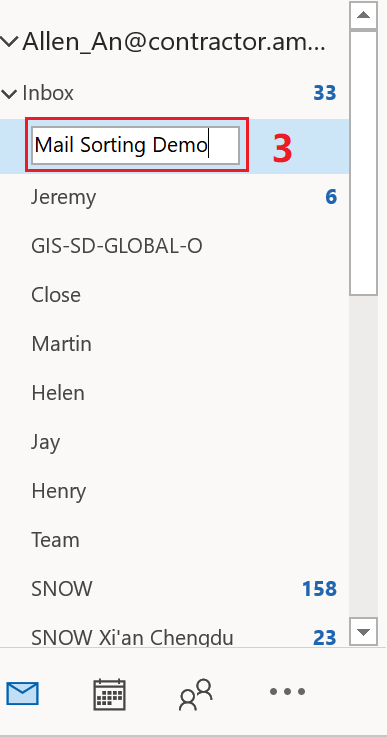 Allen_An@contractor.am...
Inbox 33
Mail Sorting Demo 3
Jeremy 6
GIS-SD-GLOBAL-O
Close
Martin
Helen
Jay
Henry
Team
SNOW 158
SNOW Xi'an Chengdu 23